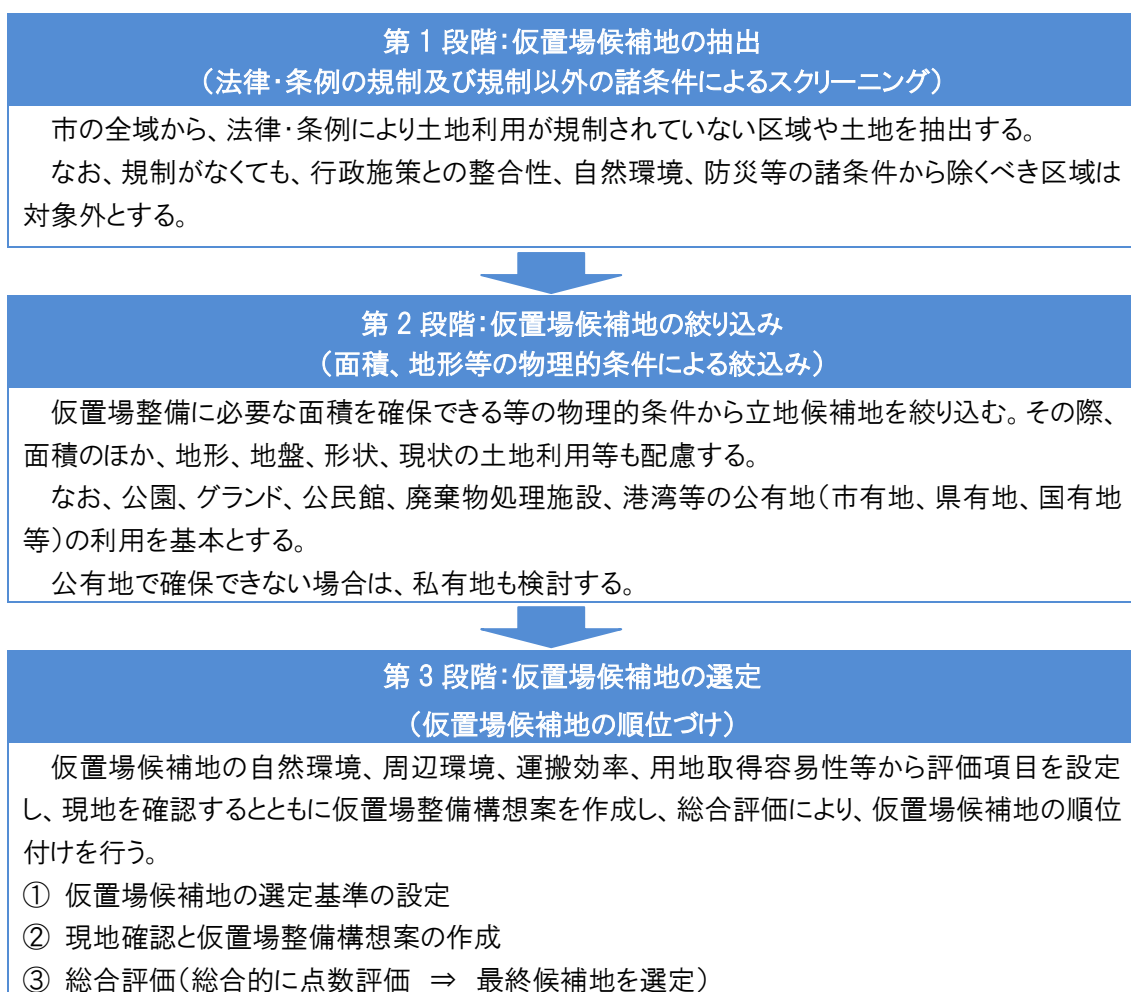 第 1 段階：仮置場候補地の抽出
（法律・条例の規制及び規制以外の諸条件によるスクリーニング）
市の全域から、法律・条例により土地利用が規制されていない区域や土地を抽出する。
なお、規制がなくても、行政施策との整合性、自然環境、防災等の諸条件から除くべき区域は
対象外とする。
第 2 段階：仮置場候補地の絞り込み
（面積、地形等の物理的条件による絞込み）
仮置場整備に必要な面積を確保できる等の物理的条件から立地候補地を絞り込む。その際、
面積のほか、地形、地盤、形状、現状の土地利用等も配慮する。
なお、公園、グランド、公民館、廃棄物処理施設、港湾等の公有地（市有地、県有地、国有地
等）の利用を基本とする。
公有地で確保できない場合は、私有地も検討する。
第 3 段階：仮置場候補地の選定
（仮置場候補地の順位づけ）
仮置場候補地の自然環境、周辺環境、運搬効率、用地取得容易性等から評価項目を設定
し、現地を確認するとともに仮置場整備構想案を作成し、総合評価により、仮置場候補地の順位
付けを行う。
① 仮置場候補地の選定基準の設定
② 現地確認と仮置場整備構想案の作成
③ 総合評価（総合的に点数評価 ⇒ 最終候補地を選定）